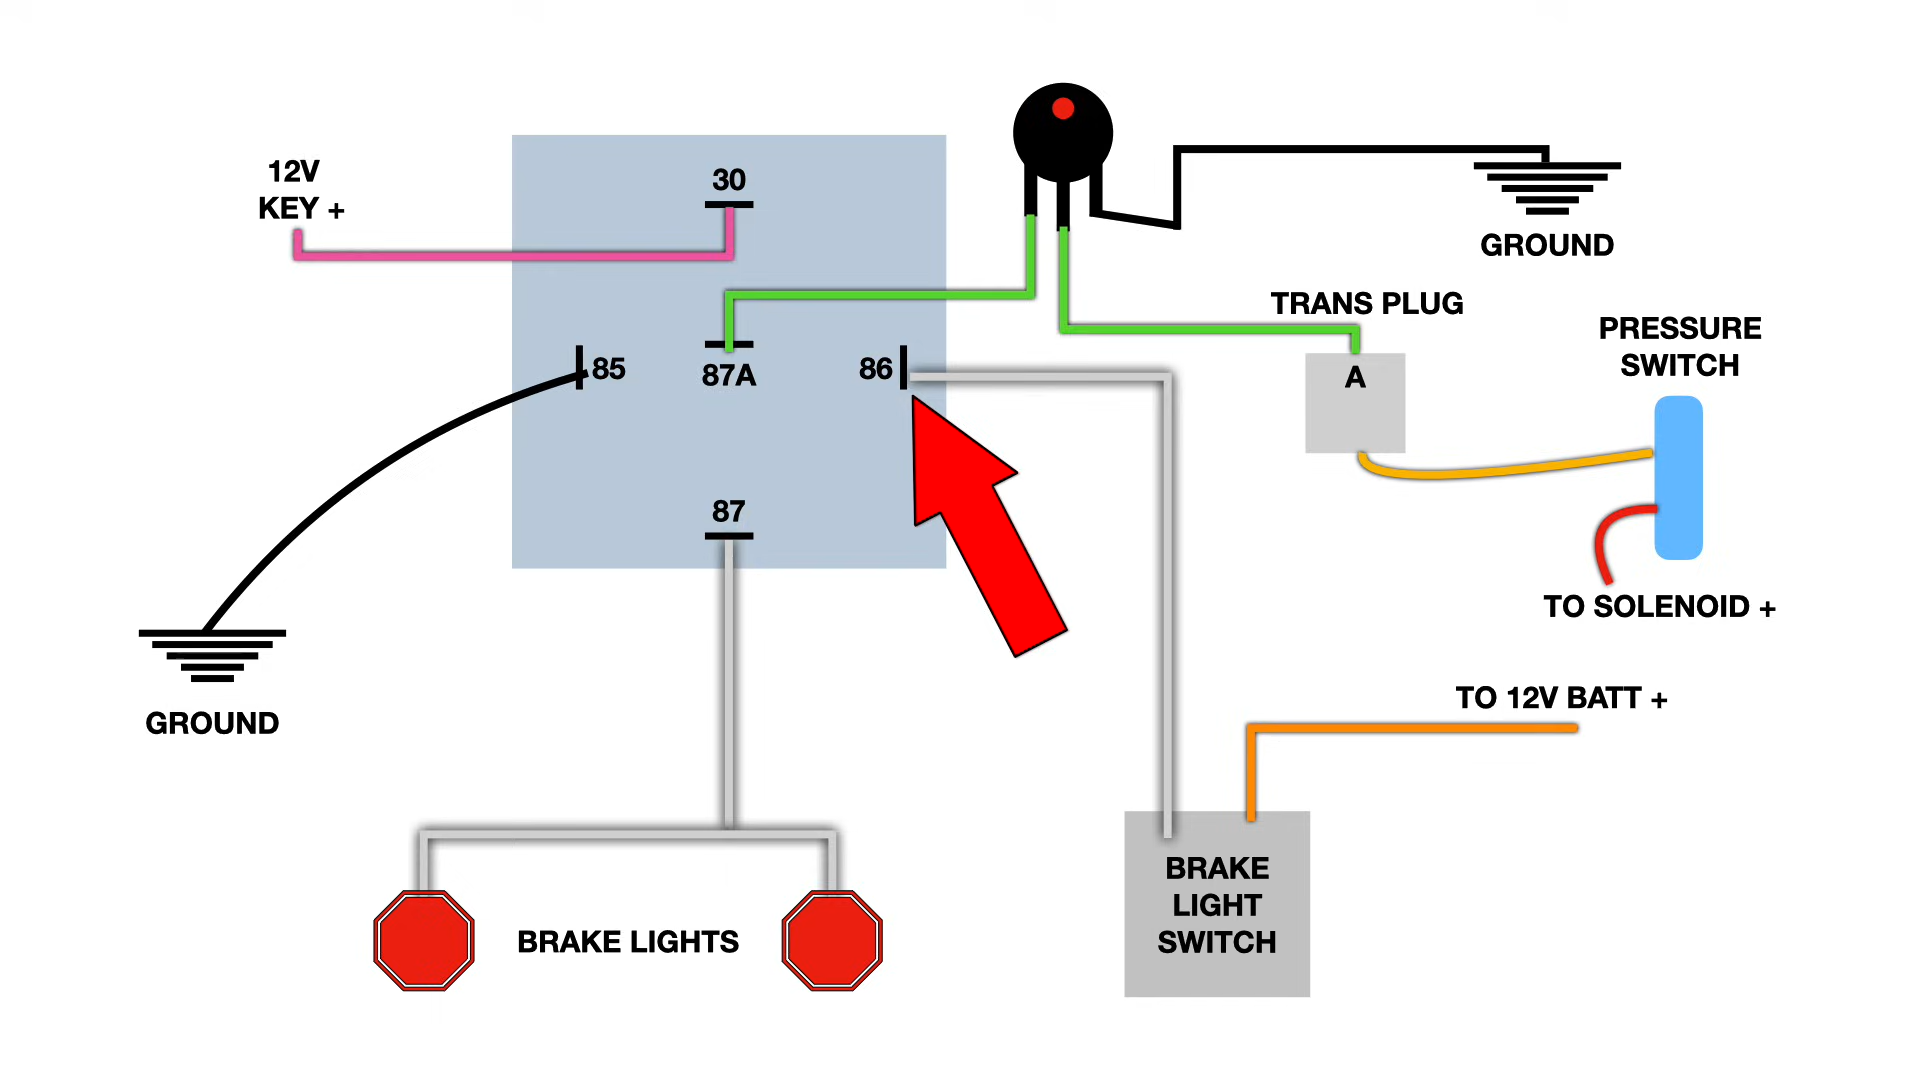 12V
KEY +
30
GROUND
TRANS PLUG
PRESSURE
SWITCH
85
87A
86
A
87
TO SOLENOID +
TO 12V BATT +
GROUND
BRAKE
LIGHT
SWITCH
BRAKE LIGHTS